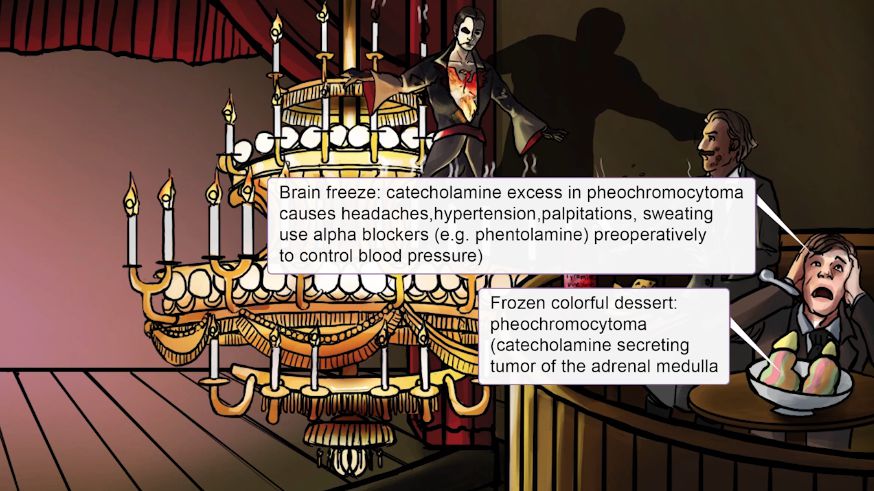 Brain freeze: catecholamine excess in pheochromocytoma
causes headaches,hypertension,palpitations, sweating
use alpha blockers (e.g. phentolamine) preoperatively
to control blood pressure)
Frozen colorful dessert:
pheochromocytoma
(catecholamine secreting
tumor of the adrenal medulla